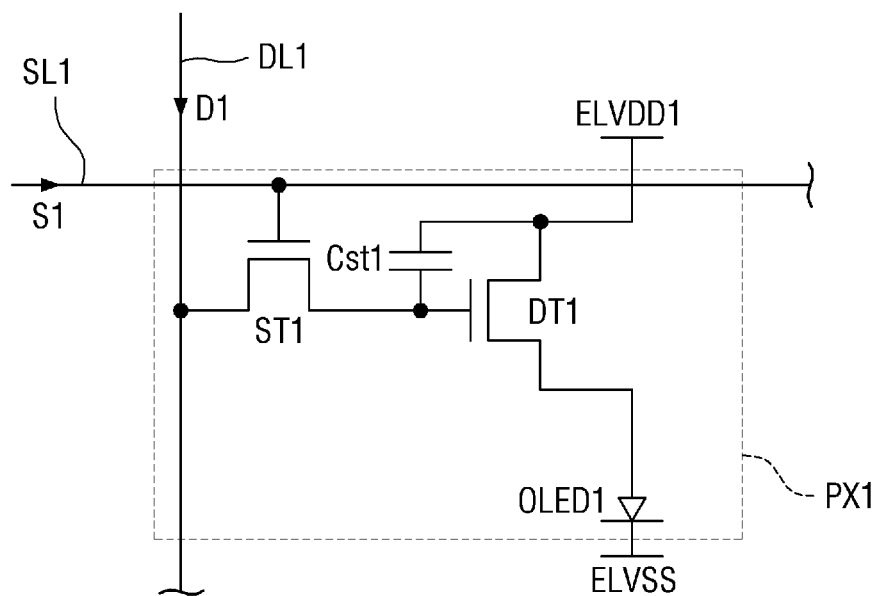 DL1
SL1
D1
ELVDD1
S1
Cst1
ST1
DT1
OLED1
PX1
ELVSS